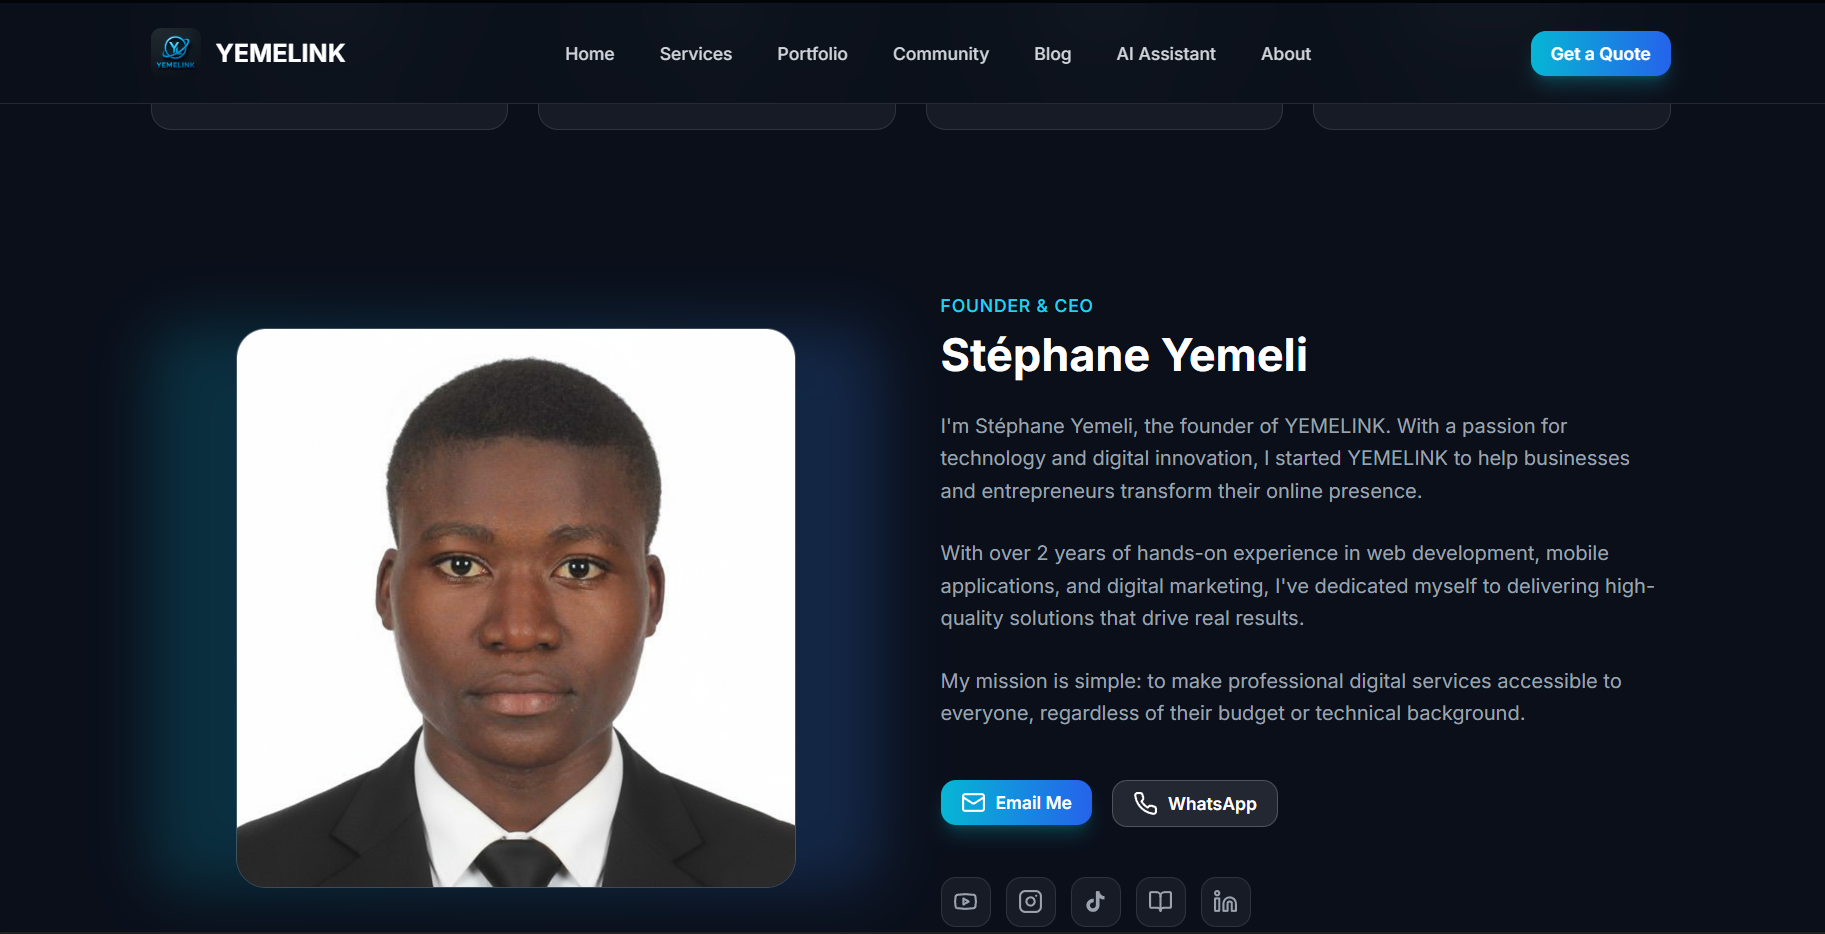 YEMELINK
YEMELINK
Home
Services
Portfolio
Community
Blog
AI Assistant
About
Get a Quote
FOUNDER & CEO
Stéphane Yemeli
I'm Stéphane Yemeli, the founder of YEMELINK. With a passion for
technology and digital innovation, I started YEMELINK to help businesses
and entrepreneurs transform their online presence.
With over 2 years of hands-on experience in web development, mobile
applications, and digital marketing, I've dedicated myself to delivering high-
quality solutions that drive real results.
My mission is simple: to make professional digital services accessible to
everyone, regardless of their budget or technical background.
Email Me
WhatsApp